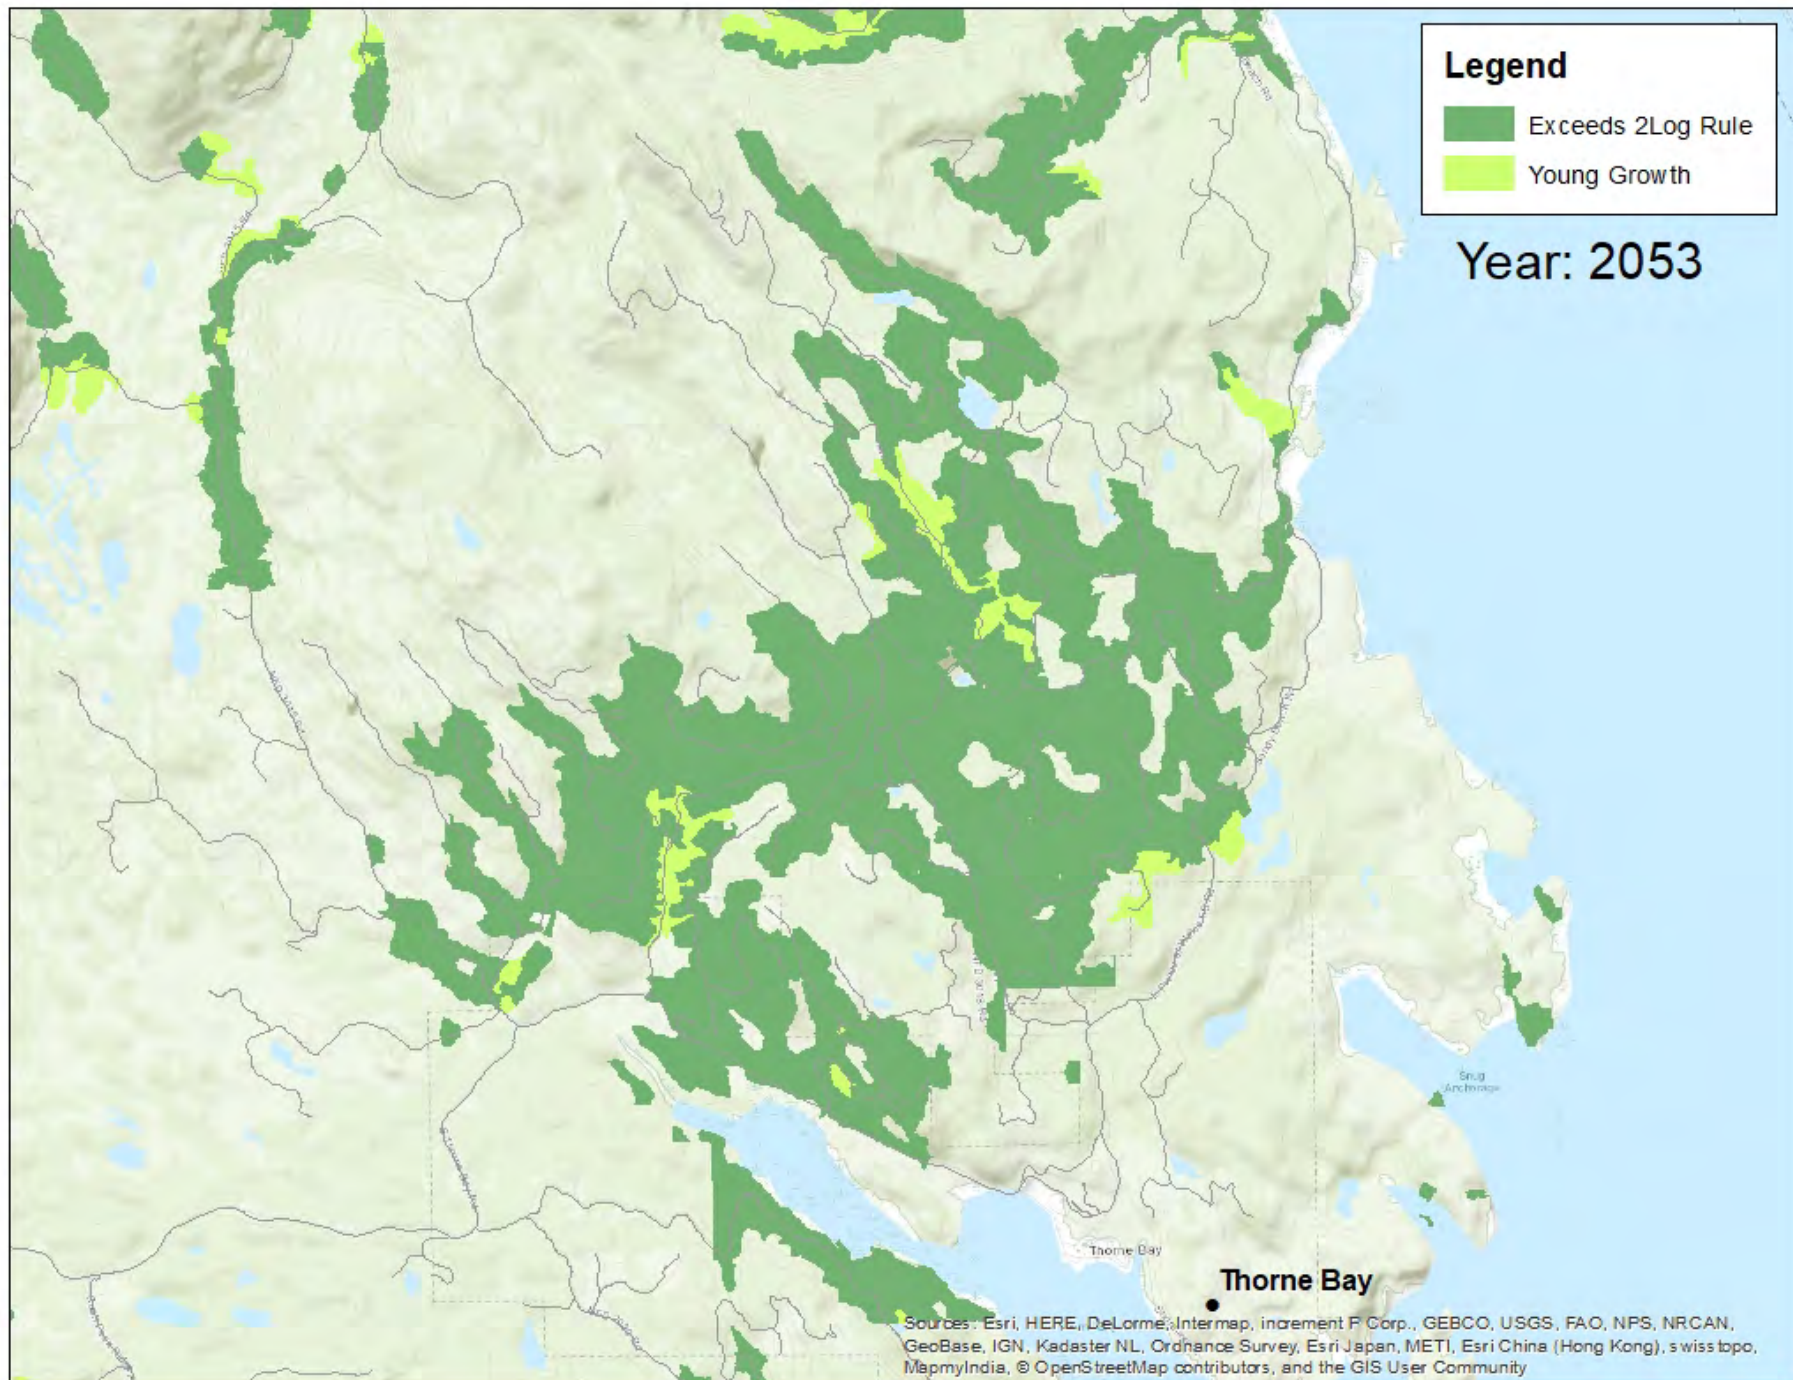 Legend
Exceeds 2Log Rule
Young Growth
Year: 2053
Snug
Anchorage
Thorne Bay
Thorne Bay
Sources: Esri, HERE, DeLorme, Intermap, increment P Corp., GEBCO, USGS, FAO, NPS, NRCAN,
GeoBase, IGN, Kadaster NL, Ordnance Survey, Esri Japan, METI, Esri China (Hong Kong), swisstopo,
MapmyIndia, © OpenStreetMap contributors, and the GIS User Community